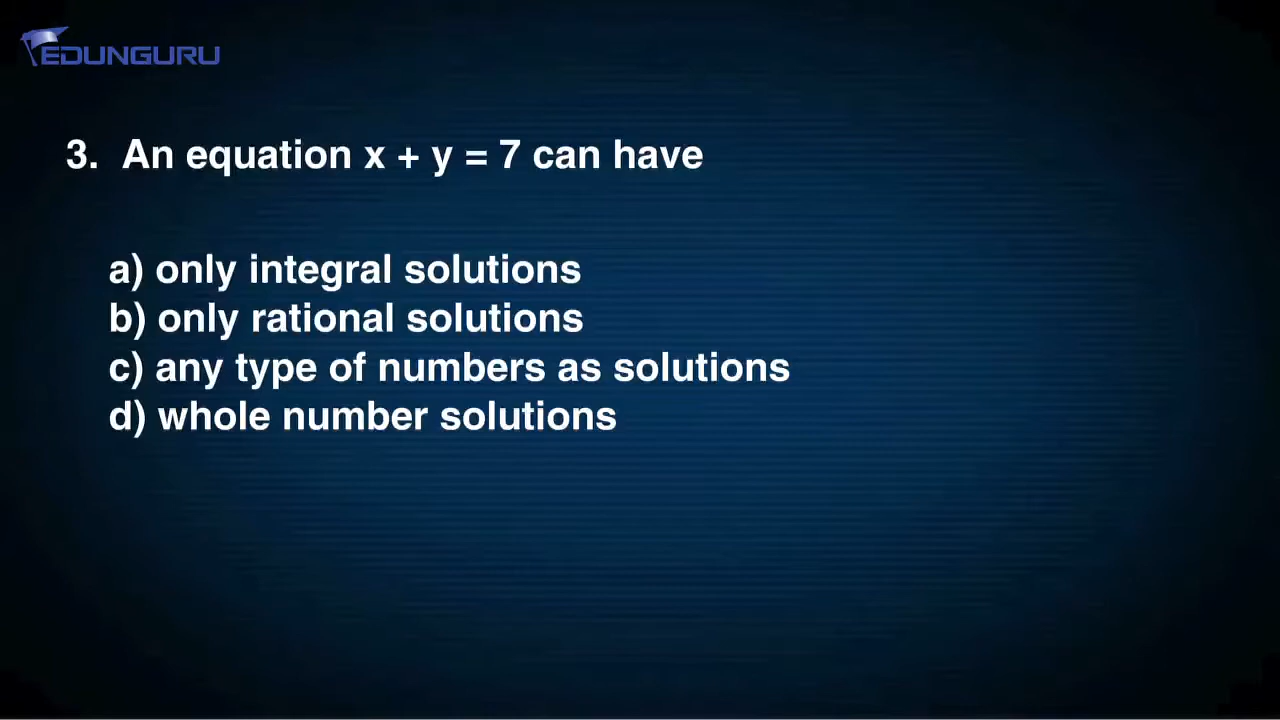 EDUNGURU
3. An equation x + y = 7 can have
a) only integral solutions
b) only rational solutions
c) any type of numbers as solutions
d) whole number solutions